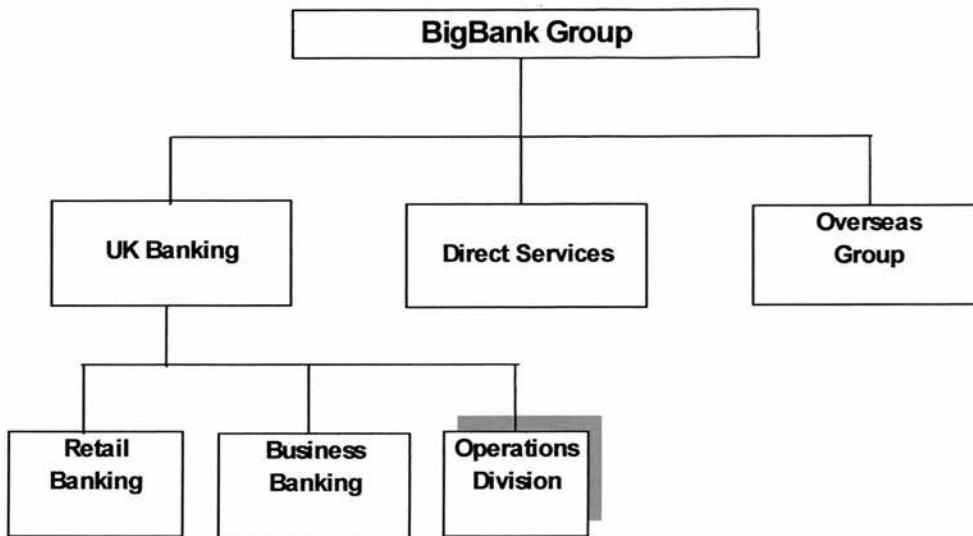 BigBank Group
UK Banking
Direct Services
Overseas
Group
Retail
Banking
Business
Banking
Operations
Division